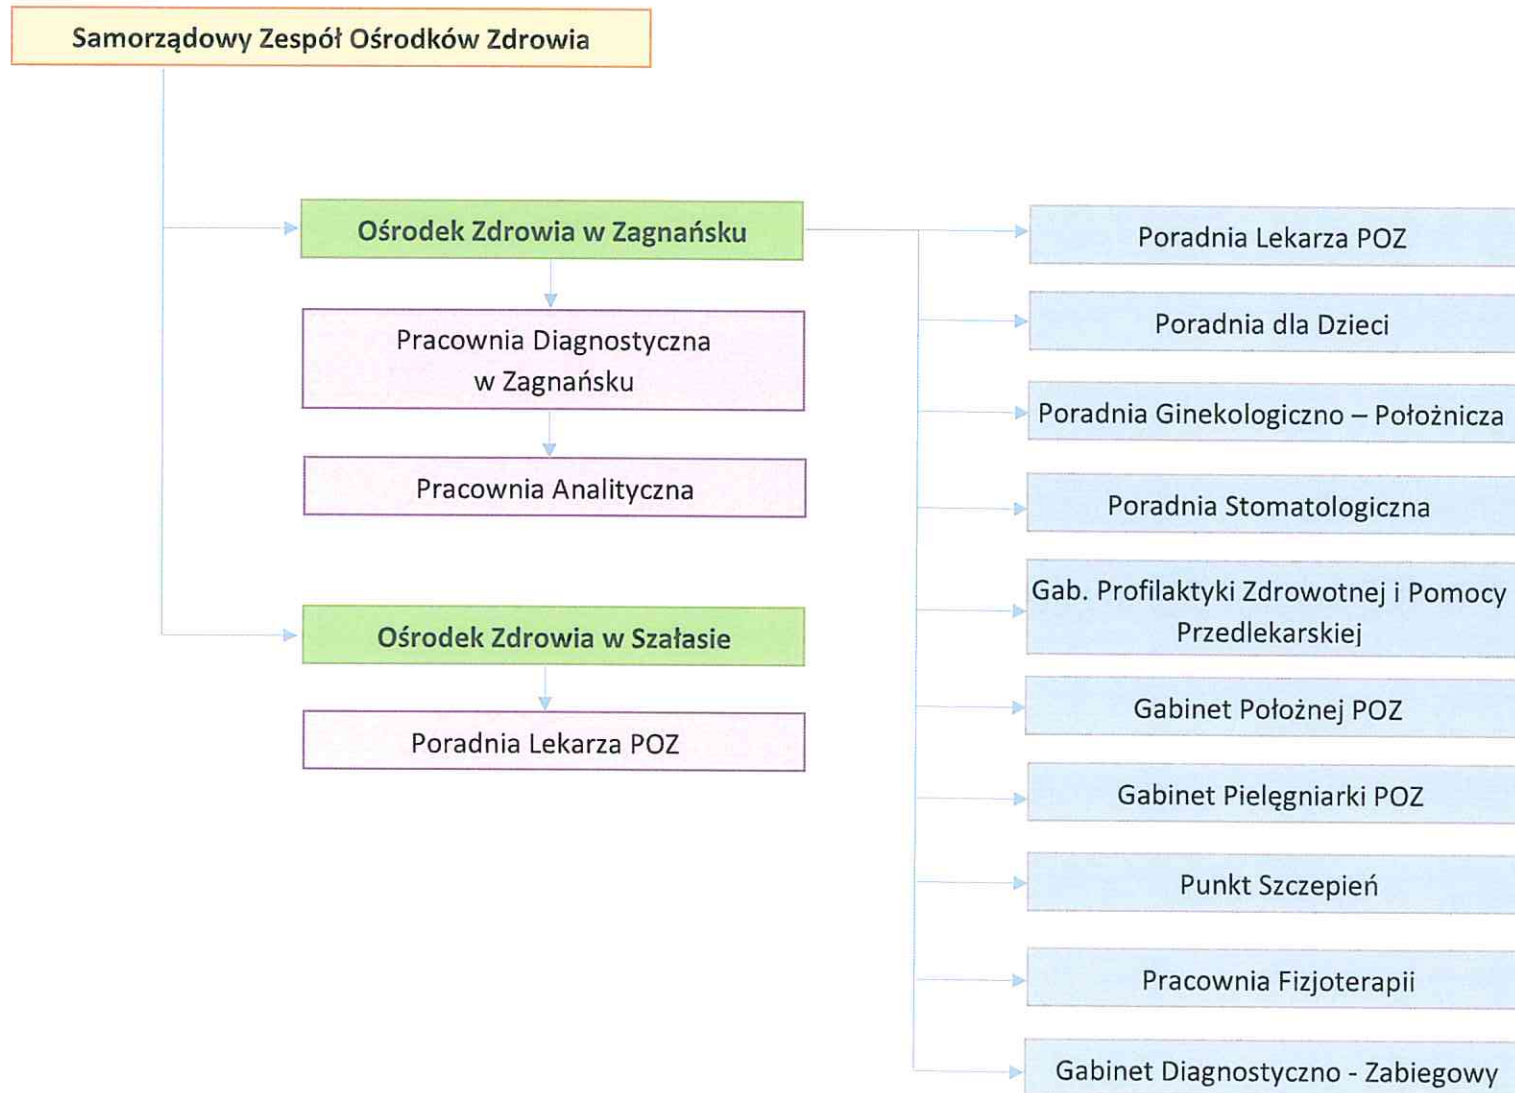 Samorządowy Zespół Ośrodków Zdrowia
Ośrodek Zdrowia w Zagnańsku
Pracownia Diagnostyczna
w Zagnańsku
Pracownia Analityczna
Ośrodek Zdrowia w Szałasie
Poradnia Lekarza POZ
Poradnia Lekarza POZ
Poradnia dla Dzieci
Poradnia Ginekologiczno – Położnicza
Poradnia Stomatologiczna
Gab. Profilaktyki Zdrowotnej i Pomocy
Przedlekarskiej
Gabinet Położnej POZ
Gabinet Pielęgniarki POZ
Punkt Szczepień
Pracownia Fizjoterapii
Gabinet Diagnostyczno - Zabiegowy